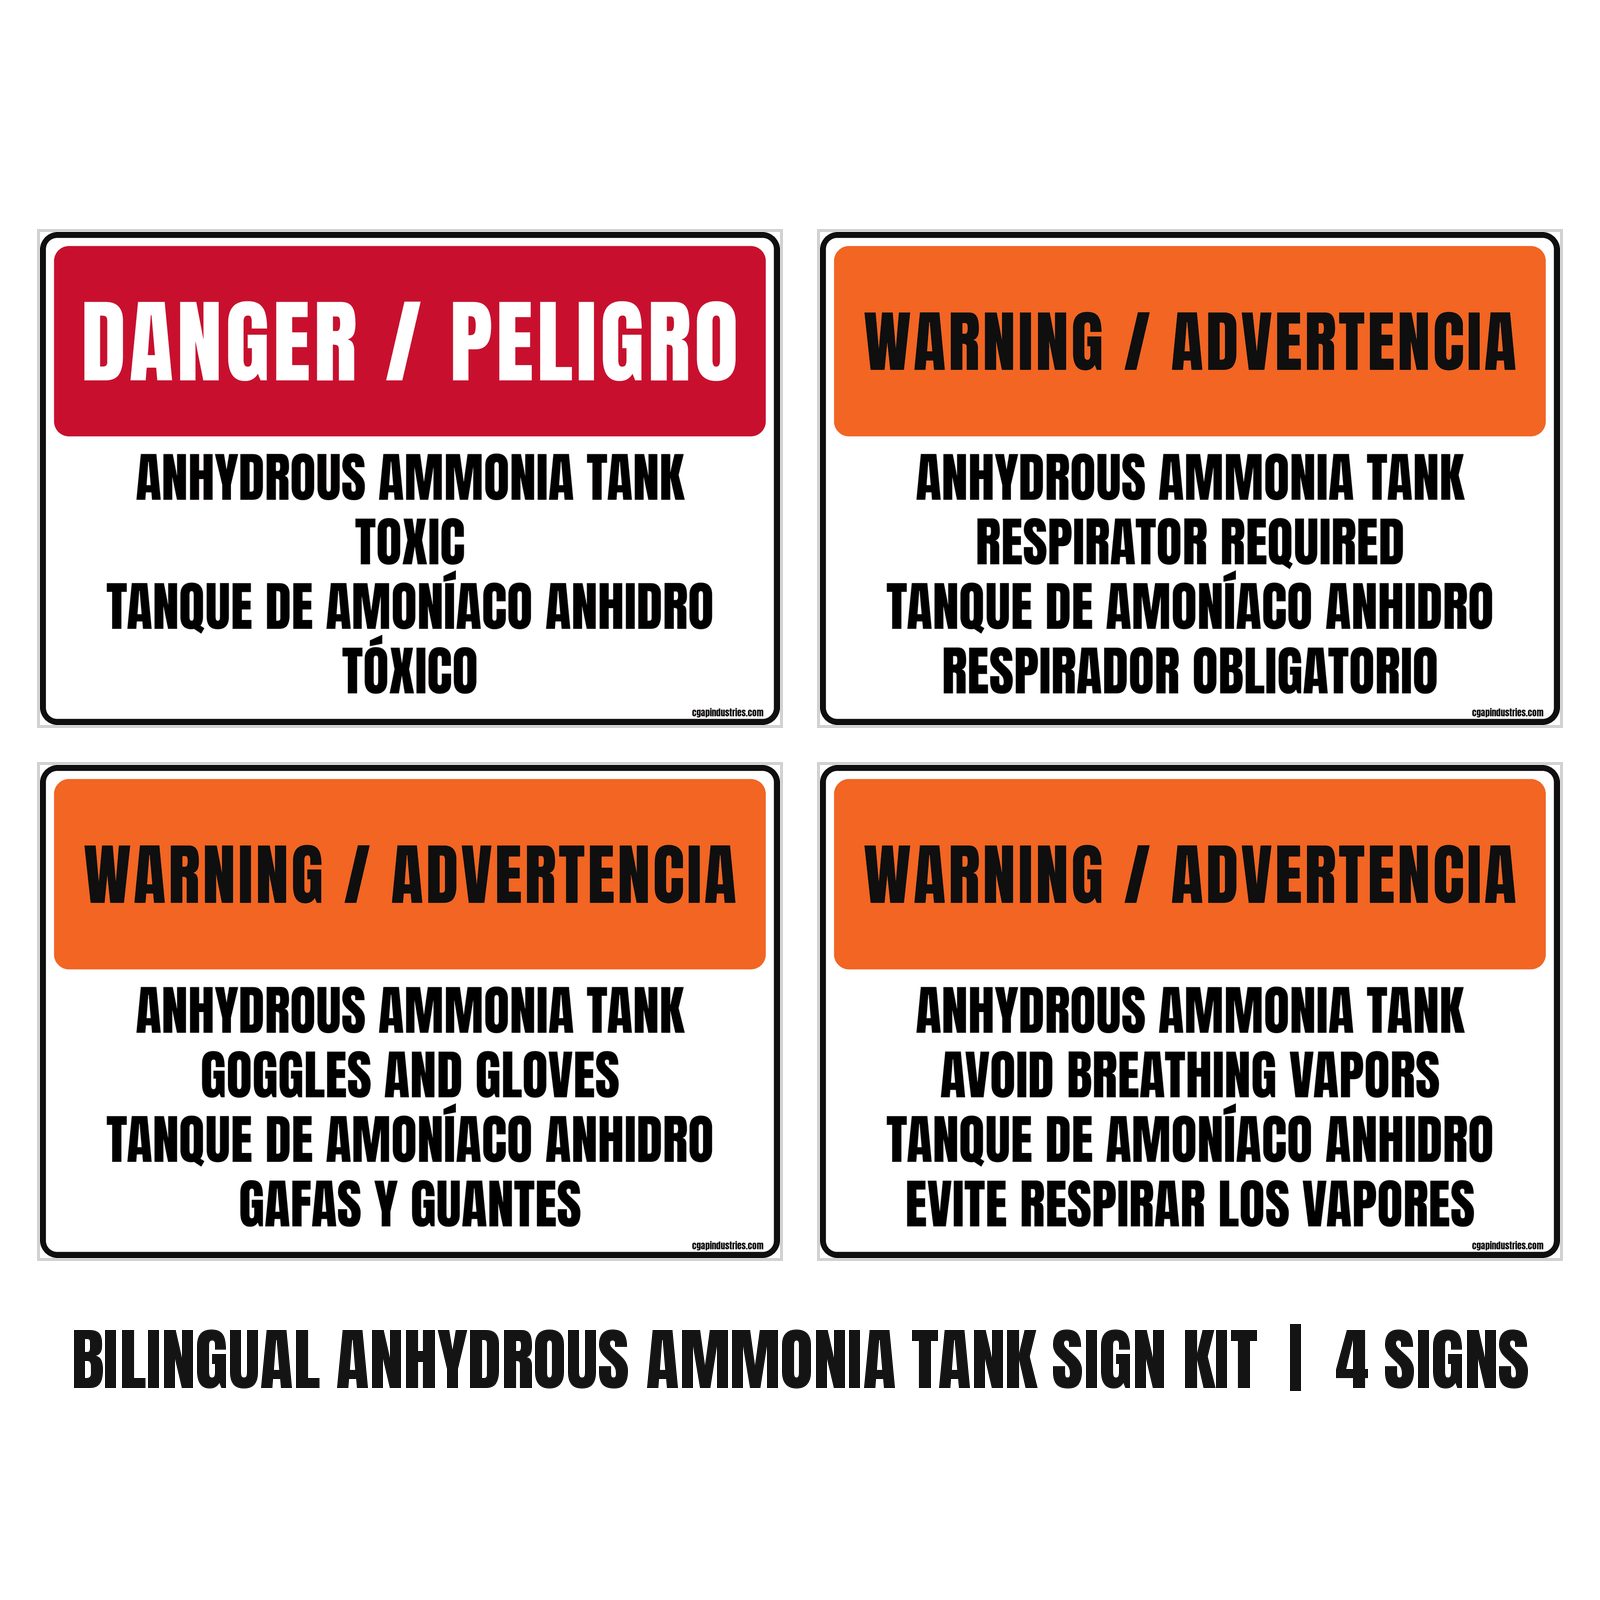 DANGER / PELIGRO
ANHYDROUS AMMONIA TANK
TOXIC
TANQUE DE AMONÍACO ANHIDRO
TÓXICO
cgapindustries.com
WARNING / ADVERTENCIA
ANHYDROUS AMMONIA TANK
RESPIRATOR REQUIRED
TANQUE DE AMONÍACO ANHIDRO
RESPIRADOR OBLIGATORIO
cgapindustries.com
WARNING / ADVERTENCIA
ANHYDROUS AMMONIA TANK
GOGGLES AND GLOVES
TANQUE DE AMONÍACO ANHIDRO
GAFAS Y GUANTES
cgapindustries.com
WARNING / ADVERTENCIA
ANHYDROUS AMMONIA TANK
AVOID BREATHING VAPORS
TANQUE DE AMONÍACO ANHIDRO
EVITE RESPIRAR LOS VAPORES
cgapindustries.com
BILINGUAL ANHYDROUS AMMONIA TANK SIGN KIT | 4 SIGNS